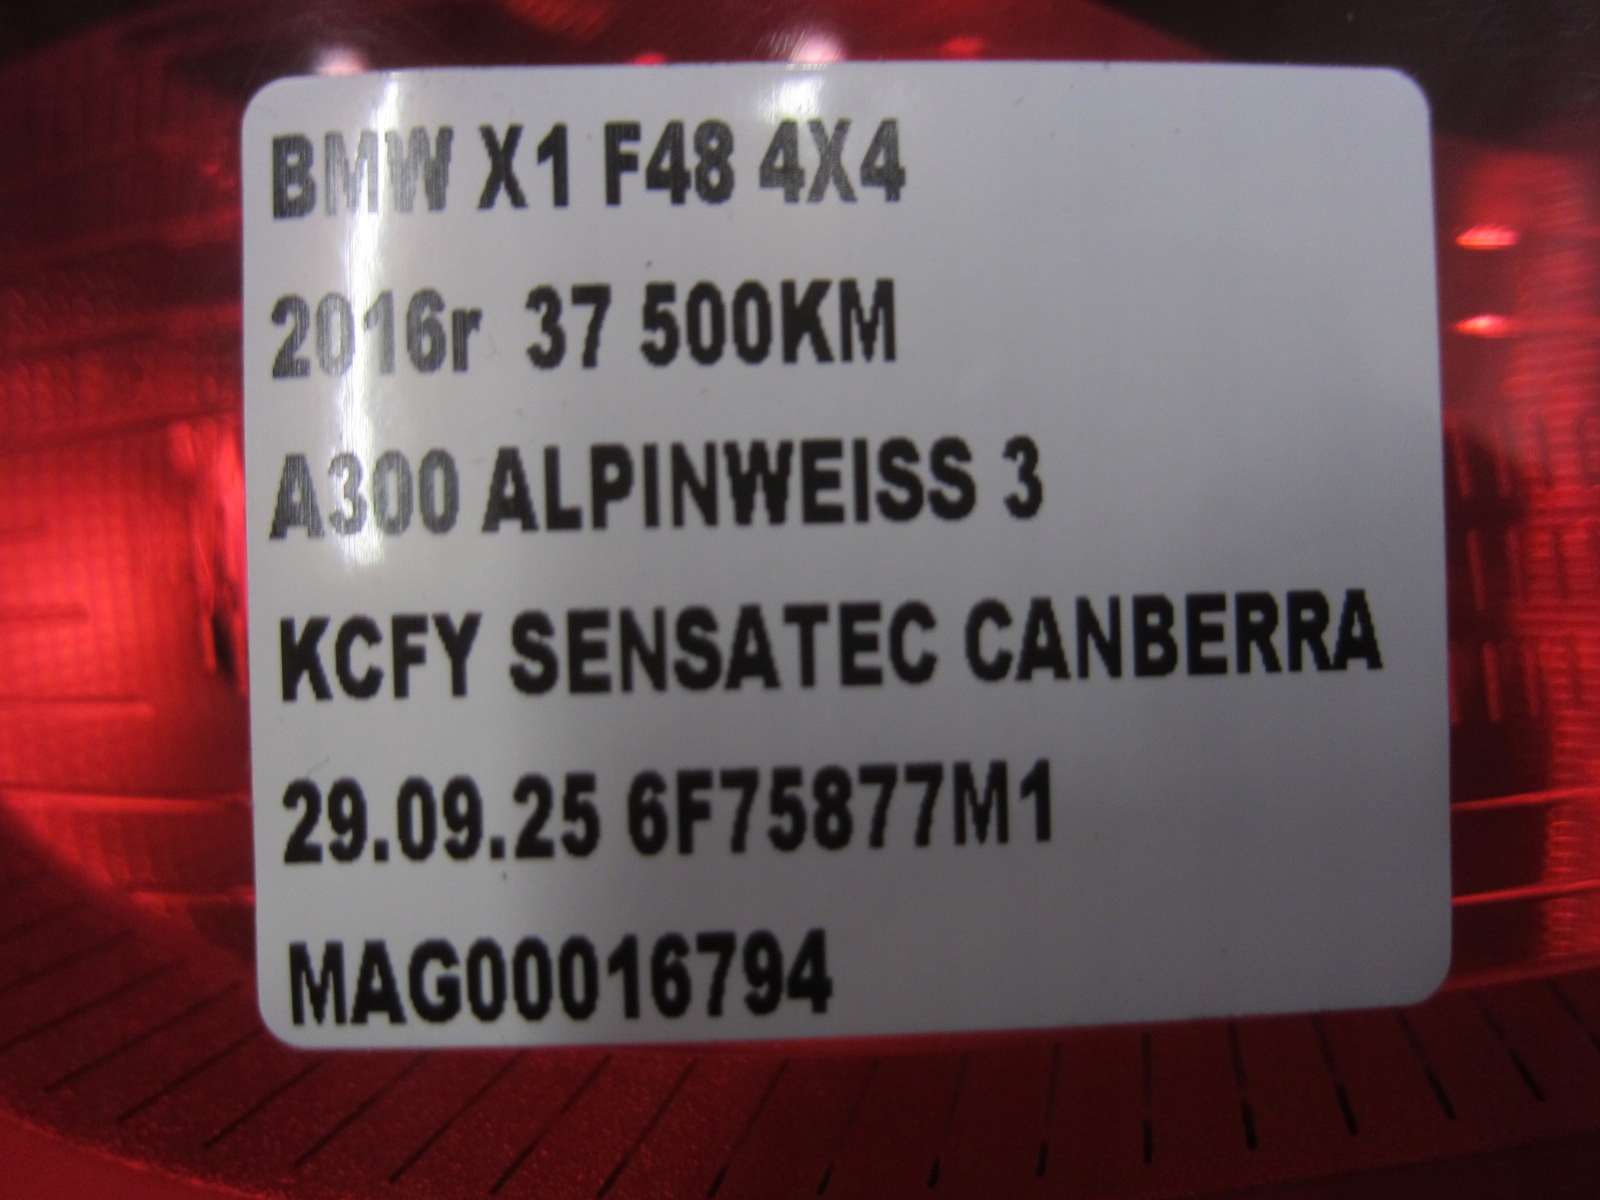 BMW X1 F48 4X4
2016r 37 500KM
A300 ALPINWEISS 3
KCFY SENSATEC CANBERRA
29.09.25 6F75877M1
MAG00016794